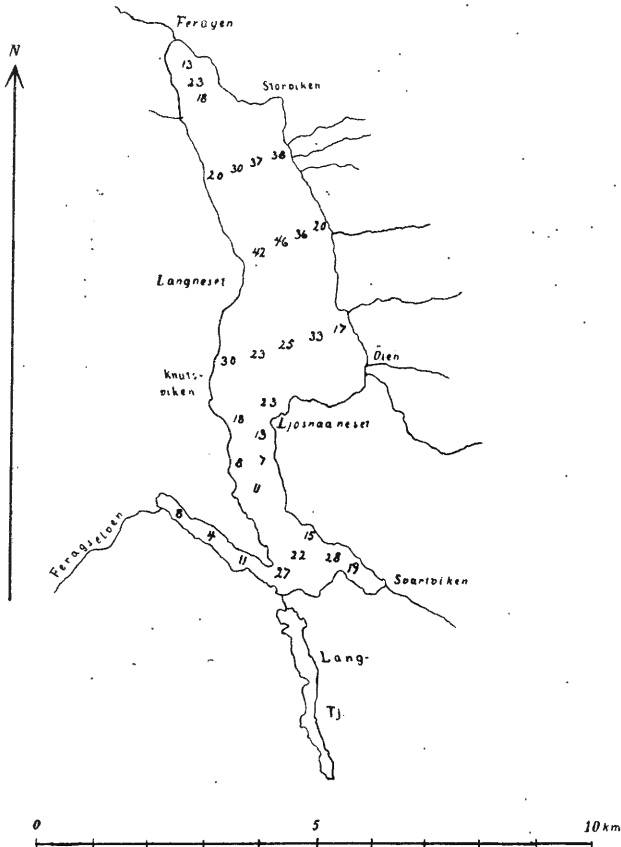 Feragen
N
13
Storviken
23
18
38
37
30
20
20
36
46
42
Langneset
17
33
25
23
30
Öien
Knuts-
viken
23
18
Ljosnaaneset
13
8
7
11
8
15
Feragselven
4
22
28
11
27
19
Svartviken
Lang-
Tj.
0
5
10 km